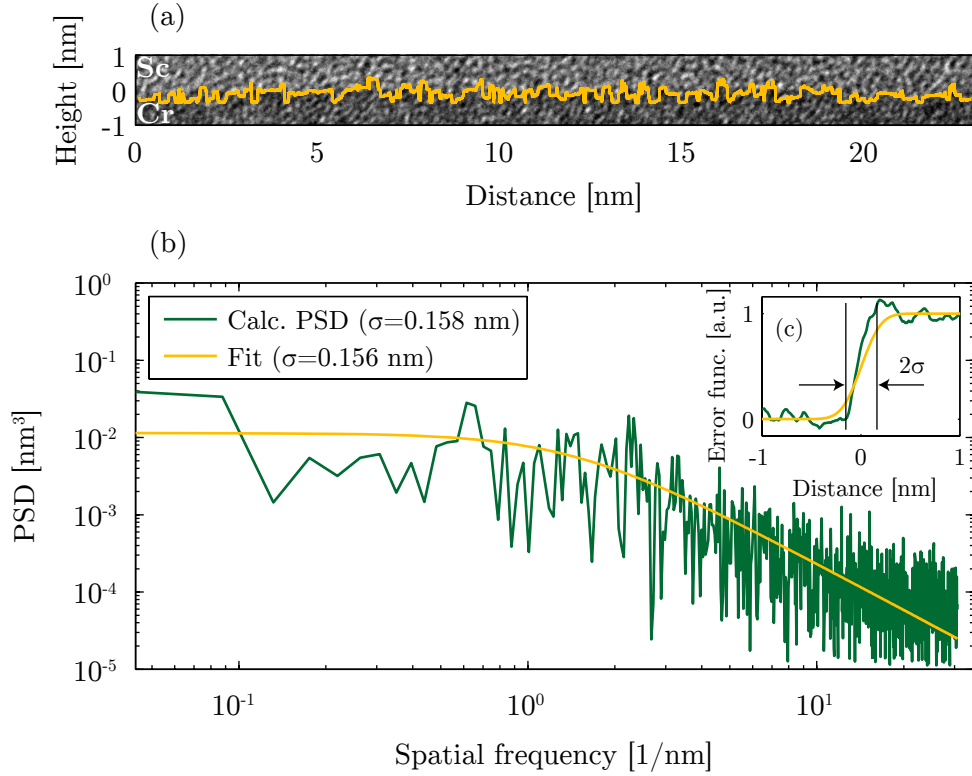 (a)
Height [nm]
1
0
-1
Sc
Cr
0
5
10
15
20
Distance [nm]
(b)
PSD [nm³]
10⁰
10⁻¹
10⁻²
10⁻³
10⁻⁴
10⁻⁵
Calc. PSD (σ=0.158 nm)
Fit (σ=0.156 nm)
(c)
Error func. [a.u.]
1
0
2σ
-1
0
1
Distance [nm]
10⁻¹
10⁰
10¹
Spatial frequency [1/nm]